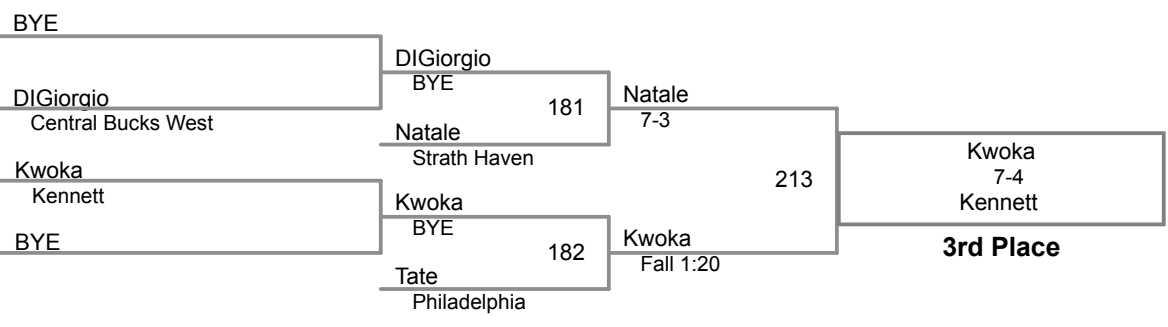 BYE
DIGiorgio
Central Bucks West
Kwoka
Kennett
BYE
DIGiorgio
BYE
181
Natale
Strath Haven
Kwoka
BYE
182
Tate
Philadelphia
Natale
7-3
213
Kwoka
Fall 1:20
Kwoka
7-4
Kennett
3rd Place